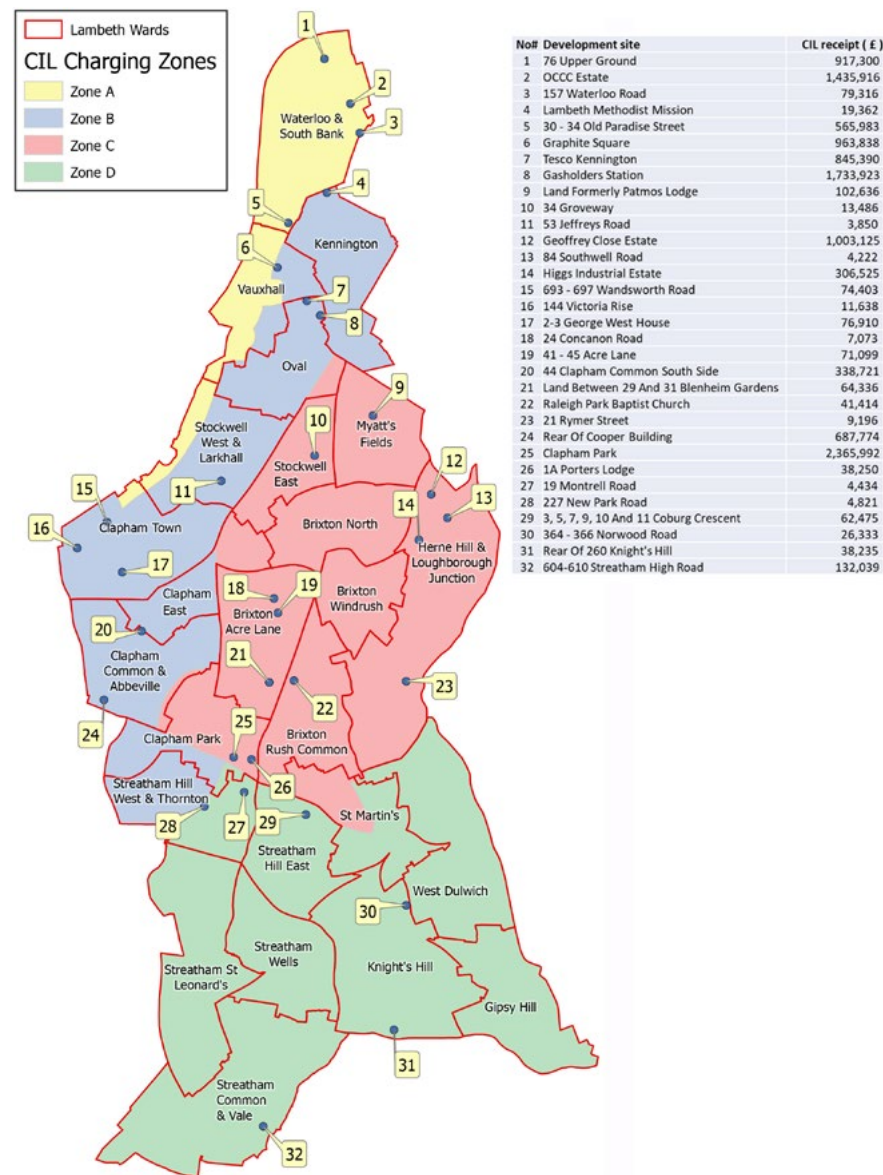 Lambeth Wards
CIL Charging Zones
Zone A
Zone B
Zone C
Zone D
No# Development site CIL receipt ( £ )
1 76 Upper Ground 917,300
2 OCCC Estate 1,435,916
3 157 Waterloo Road 79,316
4 Lambeth Methodist Mission 19,362
5 30 - 34 Old Paradise Street 565,983
6 Graphite Square 963,838
7 Tesco Kennington 845,390
8 Gasholders Station 1,733,923
9 Land Formerly Patmos Lodge 102,636
10 34 Groveway 13,486
11 53 Jeffreys Road 3,850
12 Geoffrey Close Estate 1,003,125
13 84 Southwell Road 4,222
14 Higgs Industrial Estate 306,525
15 693 - 697 Wandsworth Road 74,403
16 144 Victoria Rise 11,638
17 2-3 George West House 76,910
18 24 Concanon Road 7,073
19 41 - 45 Acre Lane 71,099
20 44 Clapham Common South Side 338,721
21 Land Between 29 And 31 Blenheim Gardens 64,336
22 Raleigh Park Baptist Church 41,414
23 21 Rymer Street 9,196
24 Rear Of Cooper Building 687,774
25 Clapham Park 2,365,992
26 1A Porters Lodge 38,250
27 19 Montrell Road 4,434
28 227 New Park Road 4,821
29 3, 5, 7, 9, 10 And 11 Coburg Crescent 62,475
30 364 - 366 Norwood Road 26,333
31 Rear Of 260 Knight's Hill 38,235
32 604-610 Streatham High Road 132,039
1
2
Waterloo &
South Bank
3
4
5
Kennington
6
Vauxhall
7
8
Oval
9
Myatt's
Fields
10
Stockwell
West &
Larkhall
Stockwell
East
11
12
15
13
14
16
Clapham Town
Brixton North
Herne Hill &
Loughborough
Junction
17
Clapham
East
18
19
Brixton
Acre Lane
Brixton
Windrush
20
Clapham
Common &
Abbeville
21
22
23
24
25
Clapham Park
Brixton
Rush Common
26
Streatham Hill
West & Thornton
28
27
29
St Martin's
Streatham
Hill East
West Dulwich
30
Streatham
Wells
Knight's Hill
Streatham St
Leonard's
Gipsy Hill
31
Streatham
Common
& Vale
32